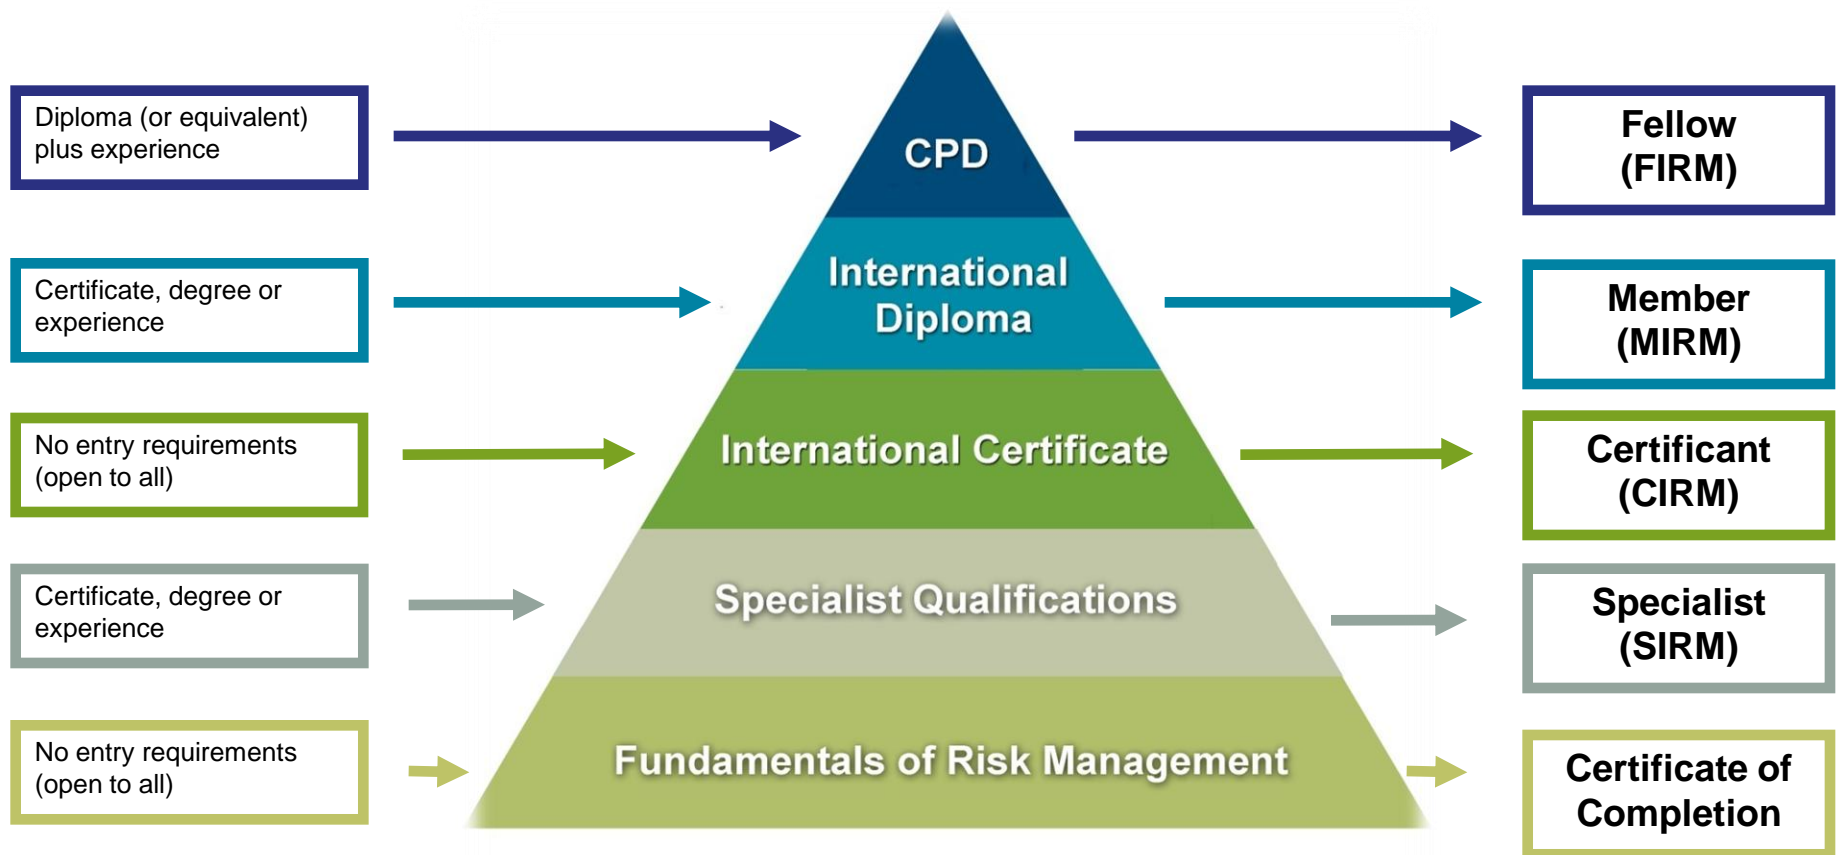 Diploma (or equivalent)
plus experience
CPD
Fellow
(FIRM)
Certificate, degree or
experience
International
Diploma
Member
(MIRM)
No entry requirements
(open to all)
International Certificate
Certificant
(CIRM)
Certificate, degree or
experience
Specialist Qualifications
Specialist
(SIRM)
No entry requirements
(open to all)
Fundamentals of Risk Management
Certificate of
Completion